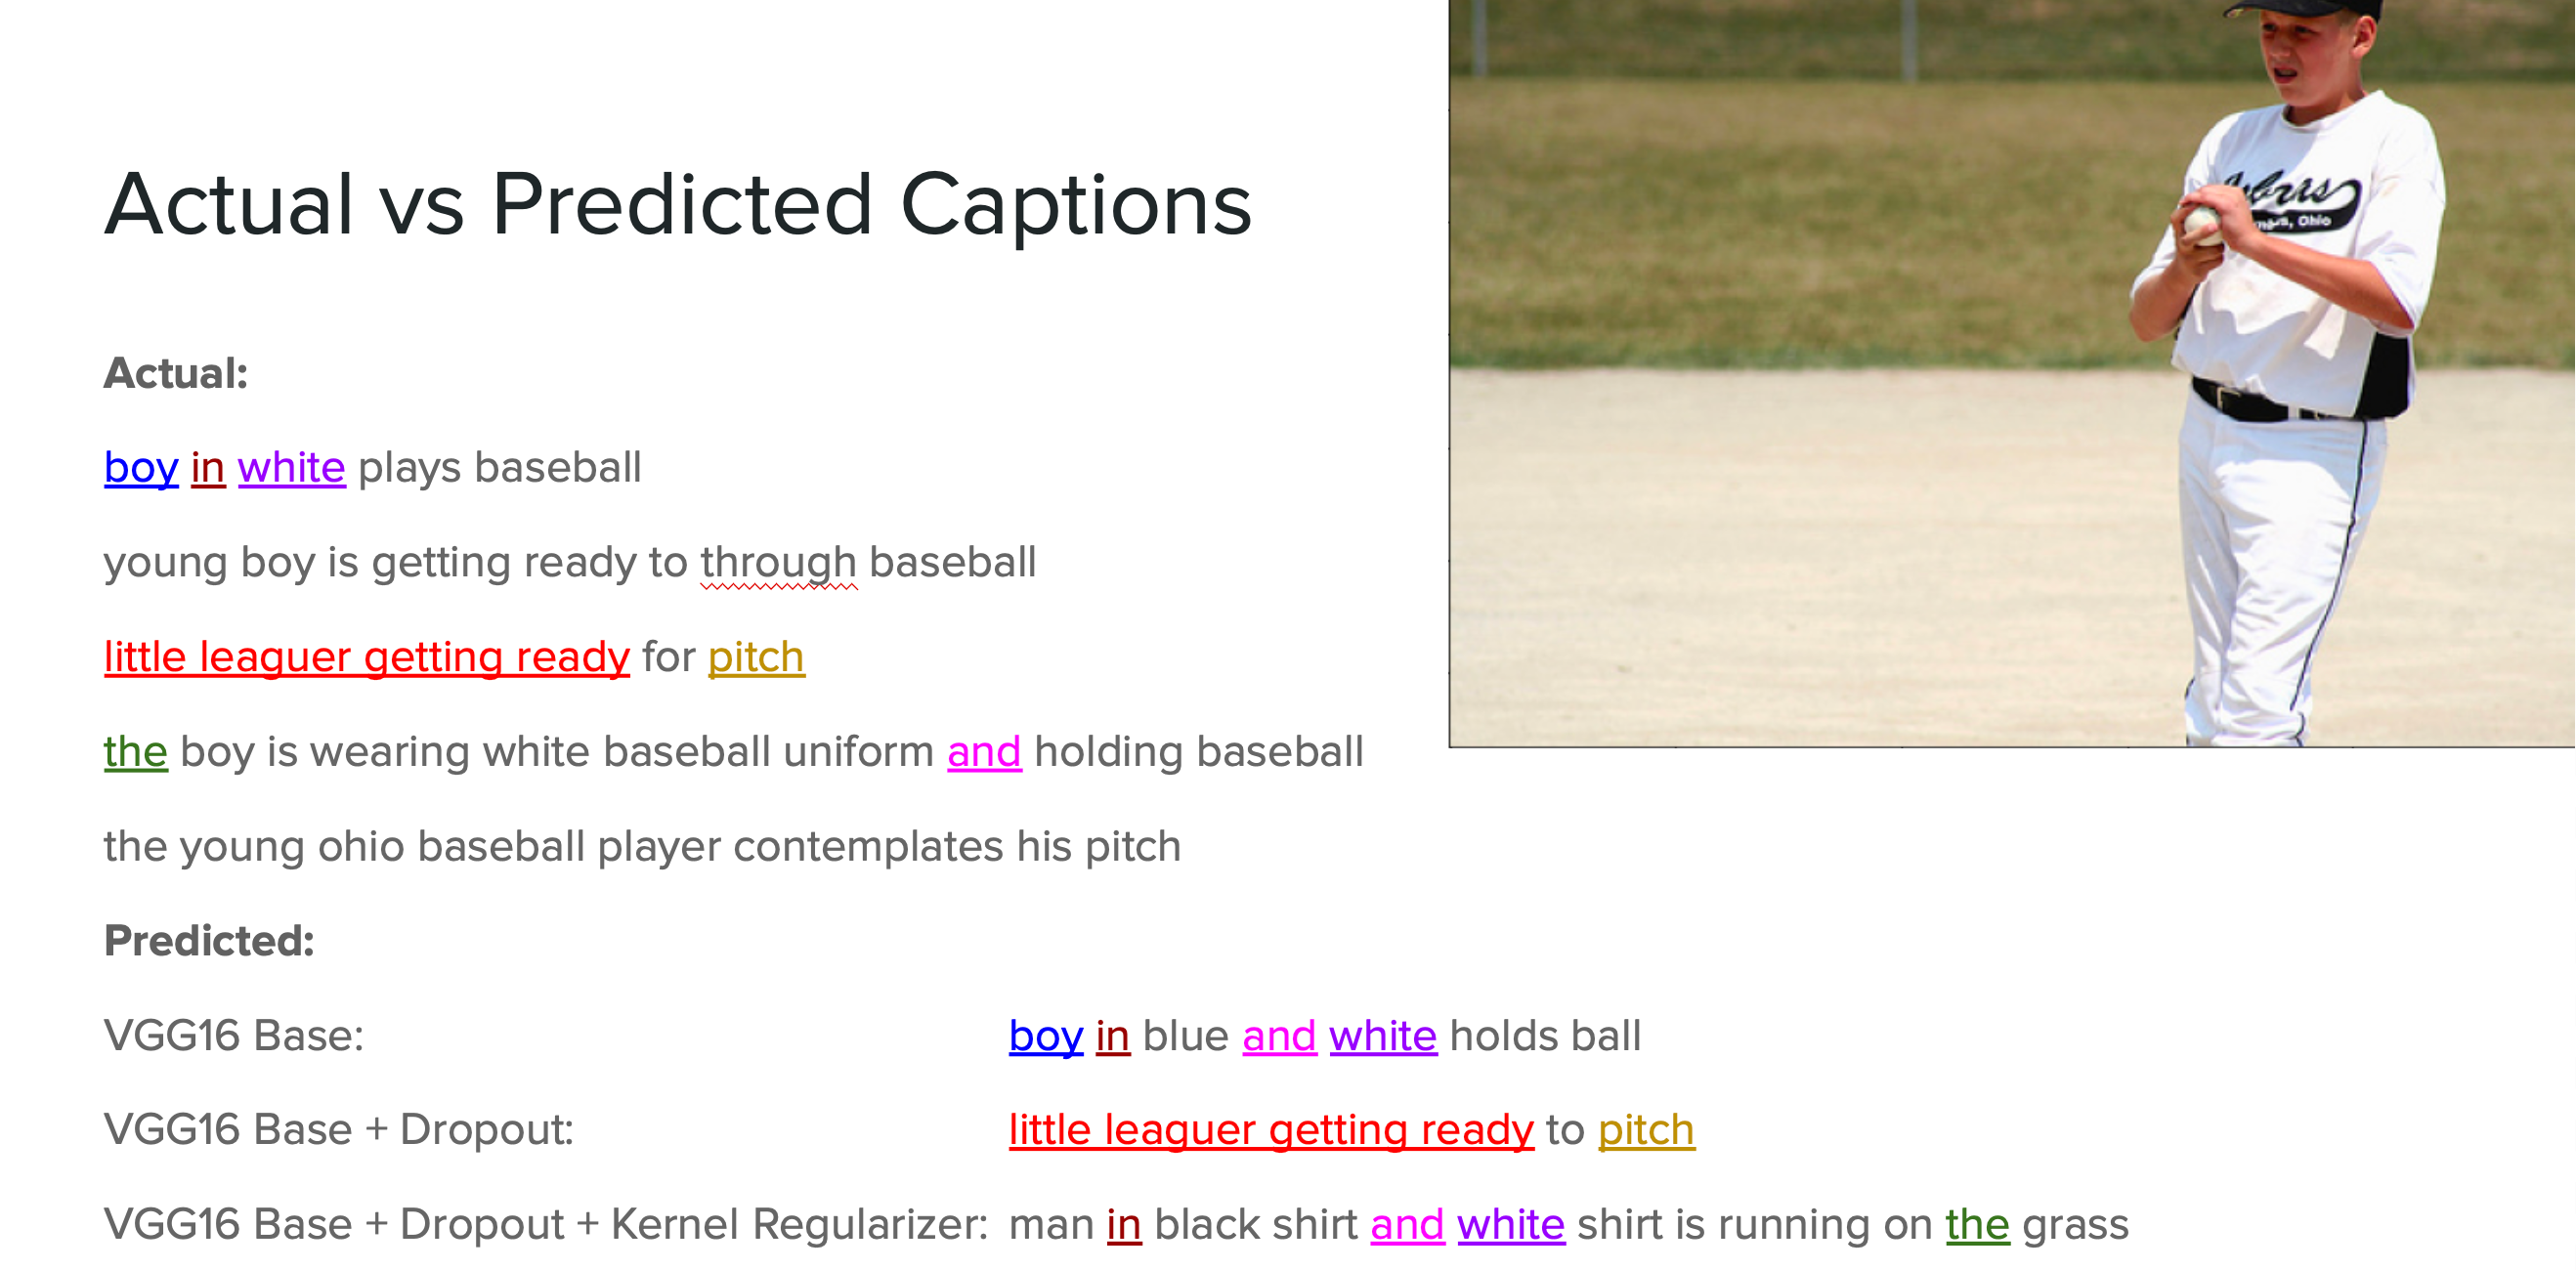 Actual vs Predicted Captions
Actual:
boy in white plays baseball
young boy is getting ready to through baseball
little leaguer getting ready for pitch
the boy is wearing white baseball uniform and holding baseball
the young ohio baseball player contemplates his pitch
Predicted:
VGG16 Base: boy in blue and white holds ball
VGG16 Base + Dropout: little leaguer getting ready to pitch
VGG16 Base + Dropout + Kernel Regularizer: man in black shirt and white shirt is running on the grass
Ohio